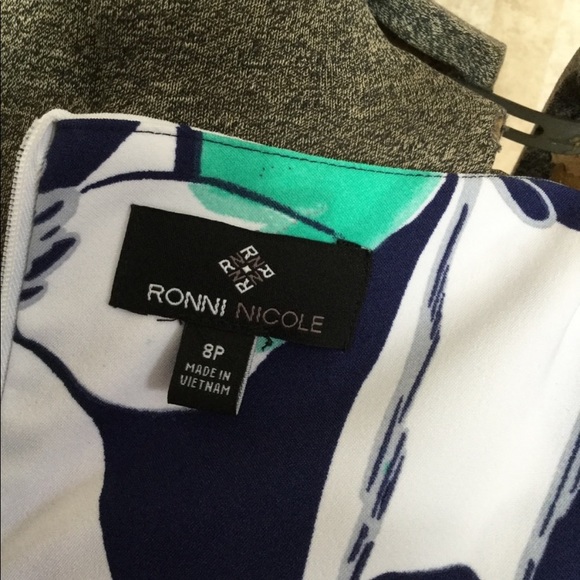 RONNI NICOLE
8P
MADE IN
VIETNAM